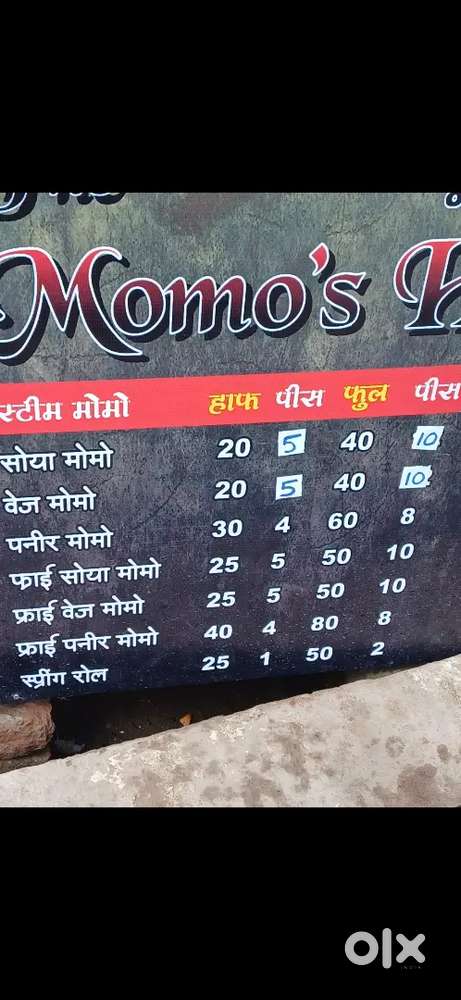 Momo's H
स्टीम मोमो हाफ पीस फुल पीस
सोया मोमो 20 5 40 10
वेज मोमो 20 5 40 10
पनीर मोमो 30 4 60 8
फ्राई सोया मोमो 25 5 50 10
फ्राई वेज मोमो 25 5 50 10
फ्राई पनीर मोमो 40 4 80 8
स्प्रींग रोल 25 1 50 2
olx
INDIA